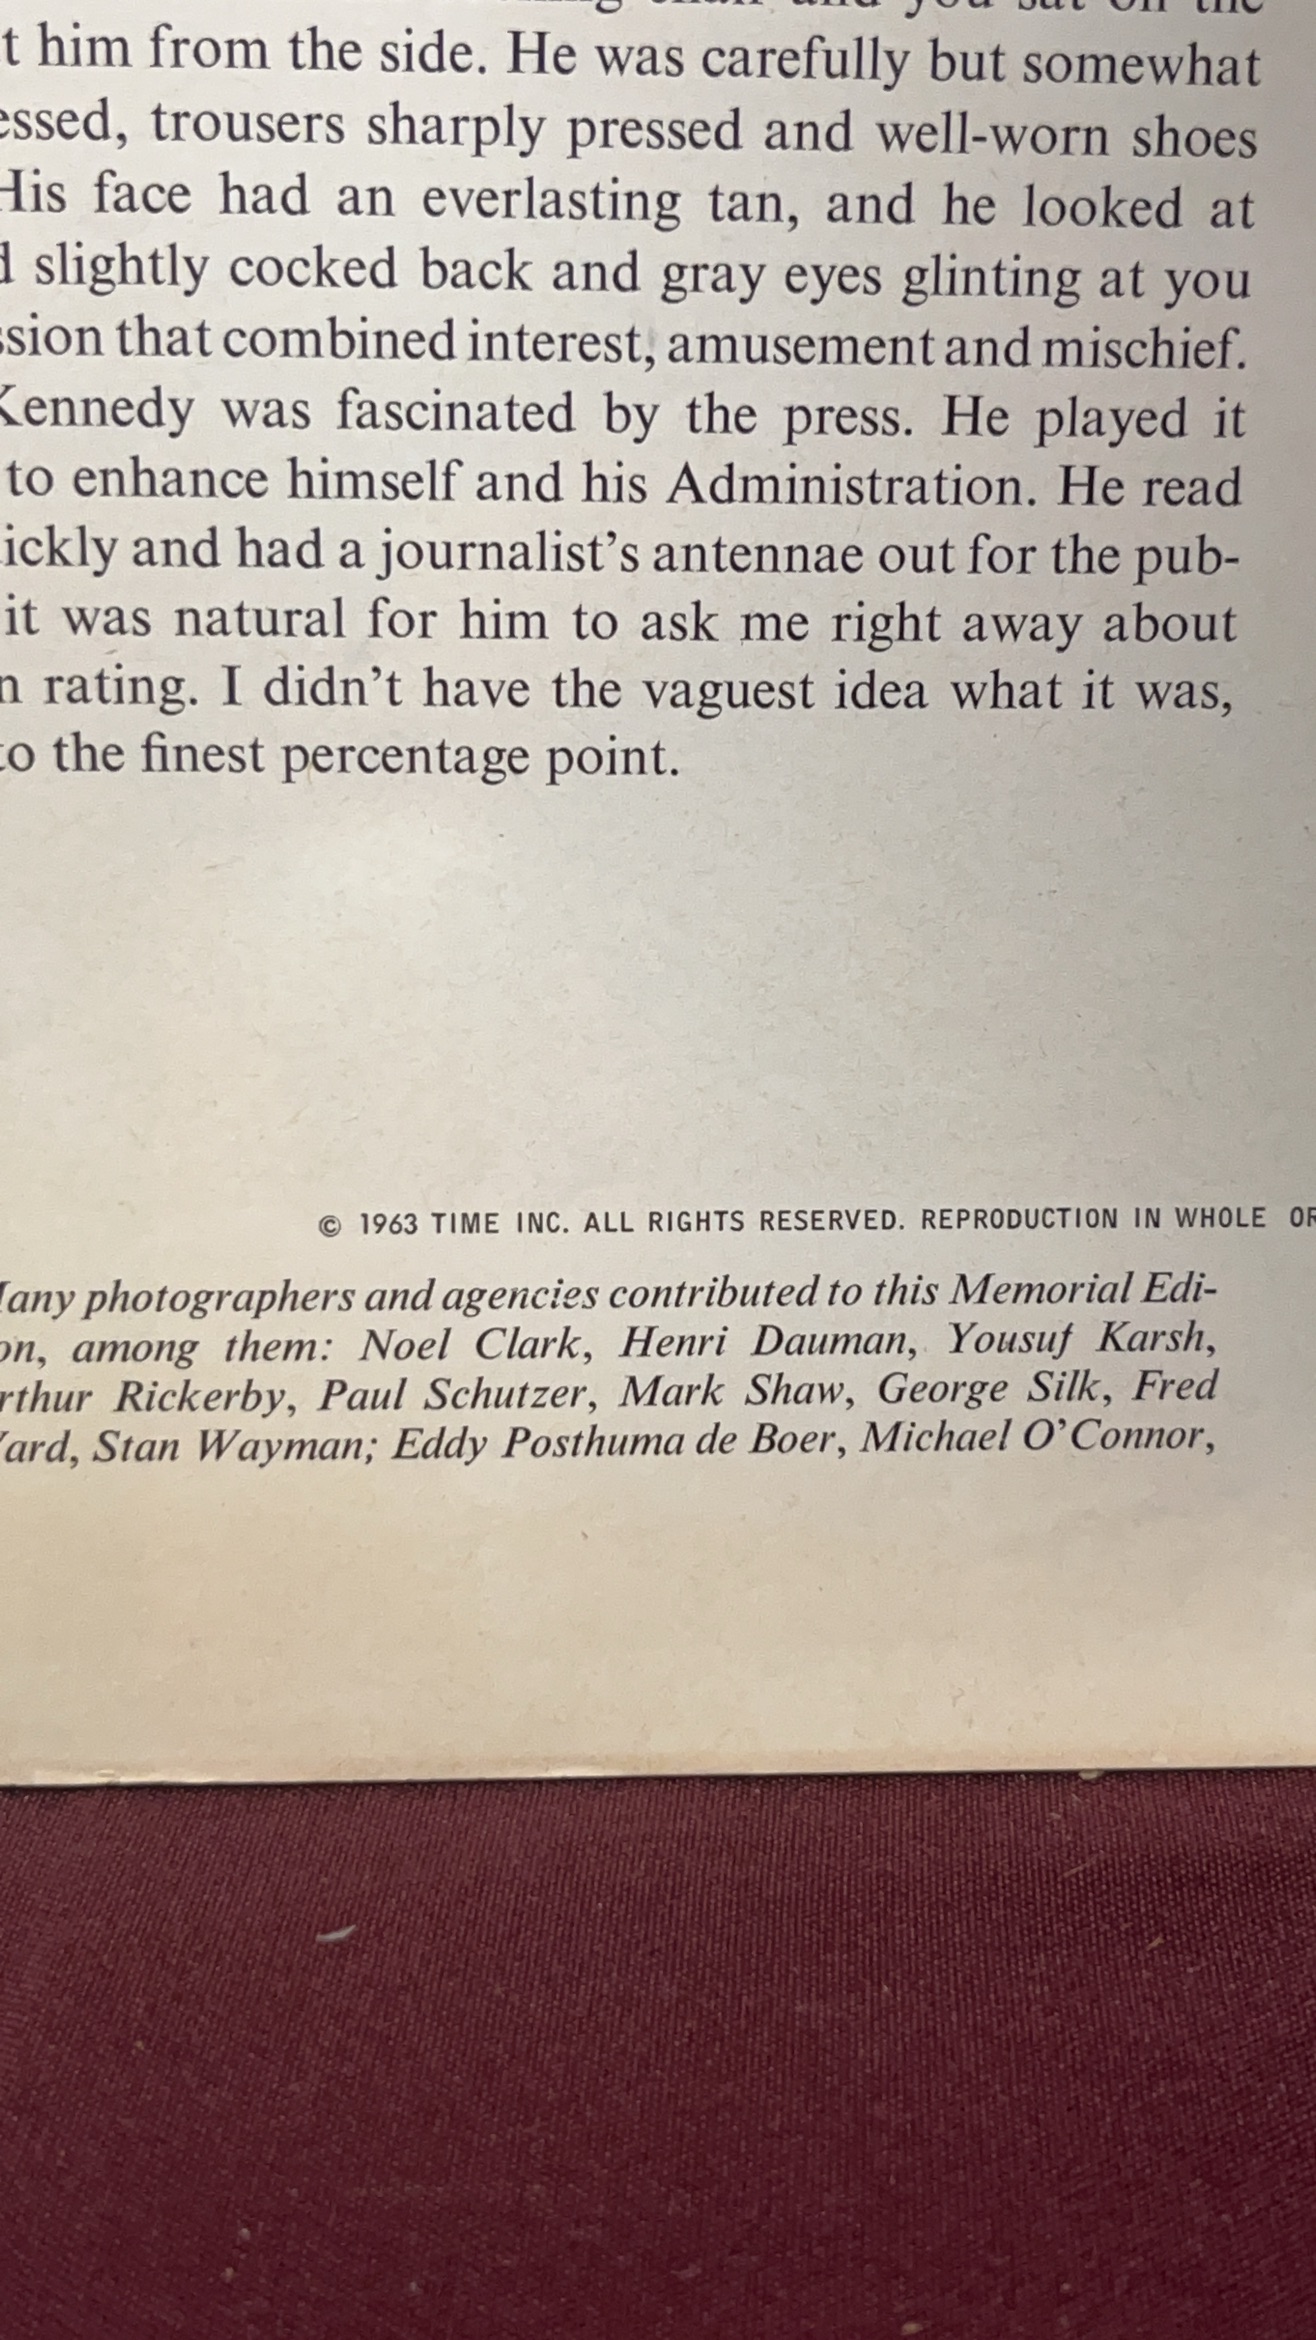 him from the side. He was carefully but somewhat
essed, trousers sharply pressed and well-worn shoes
His face had an everlasting tan, and he looked at
slightly cocked back and gray eyes glinting at you
ssion that combined interest, amusement and mischief.
Kennedy was fascinated by the press. He played it
to enhance himself and his Administration. He read
ickly and had a journalist's antennae out for the pub-
it was natural for him to ask me right away about
n rating. I didn't have the vaguest idea what it was,
to the finest percentage point.
© 1963 TIME INC. ALL RIGHTS RESERVED. REPRODUCTION IN WHOLE OR
Many photographers and agencies contributed to this Memorial Edi-
on, among them: Noel Clark, Henri Dauman, Yousuf Karsh,
rthur Rickerby, Paul Schutzer, Mark Shaw, George Silk, Fred
Ward, Stan Wayman; Eddy Posthuma de Boer, Michael O'Connor,